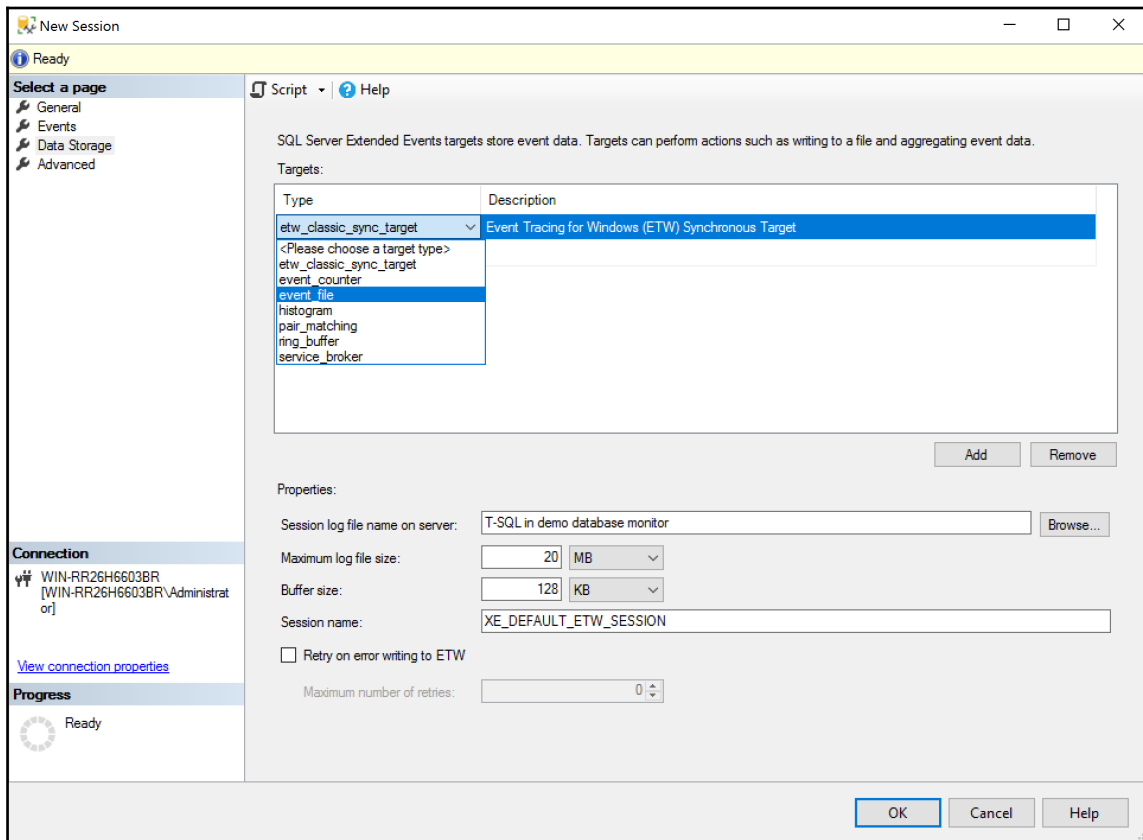 New Session
Ready
Select a page
General
Events
Data Storage
Advanced
Script
Help
SQL Server Extended Events targets store event data. Targets can perform actions such as writing to a file and aggregating event data.
Targets:
Type Description
etw_classic_sync_target Event Tracing for Windows (ETW) Synchronous Target
<Please choose a target type>
etw_classic_sync_target
event_counter
event_file
histogram
pair_matching
ring_buffer
service_broker
Add Remove
Properties:
Session log file name on server: T-SQL in demo database monitor Browse...
Maximum log file size: 20 MB
Buffer size: 128 KB
Session name: XE_DEFAULT_ETW_SESSION
Retry on error writing to ETW
Maximum number of retries: 0
Connection
WIN-RR26H6603BR
[WIN-RR26H6603BR\Administrat
or]
View connection properties
Progress
Ready
OK Cancel Help